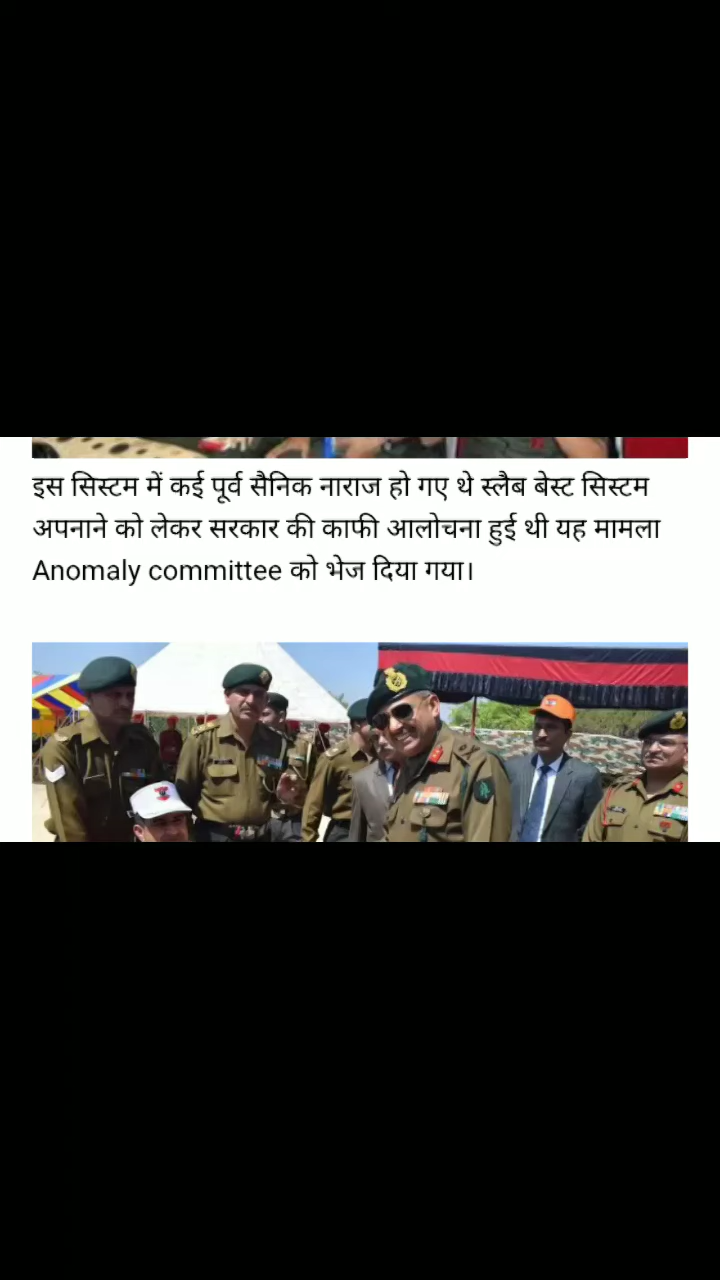 इस सिस्टम में कई पूर्व सैनिक नाराज हो गए थे स्लैब बेस्ट सिस्टम
अपनाने को लेकर सरकार की काफी आलोचना हुई थी यह मामला
Anomaly committee को भेज दिया गया।